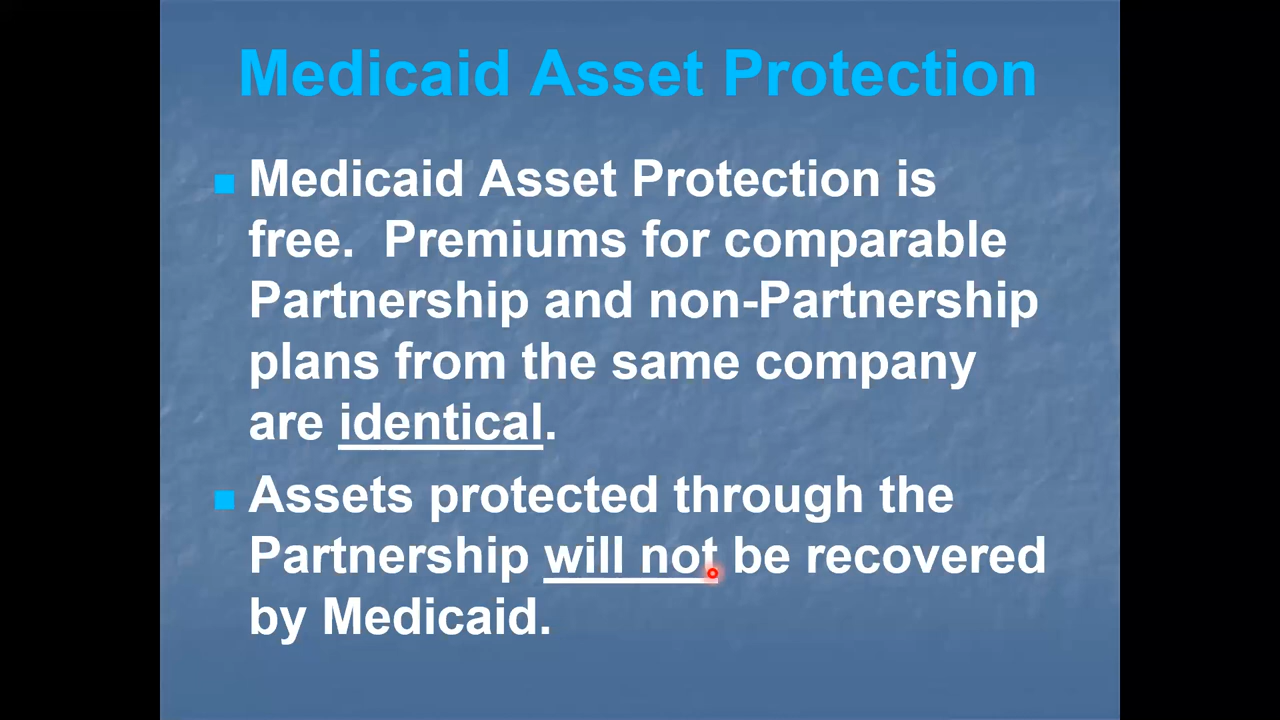 Medicaid Asset Protection
Medicaid Asset Protection is
free. Premiums for comparable
Partnership and non-Partnership
plans from the same company
are identical.
Assets protected through the
Partnership will not be recovered
by Medicaid.